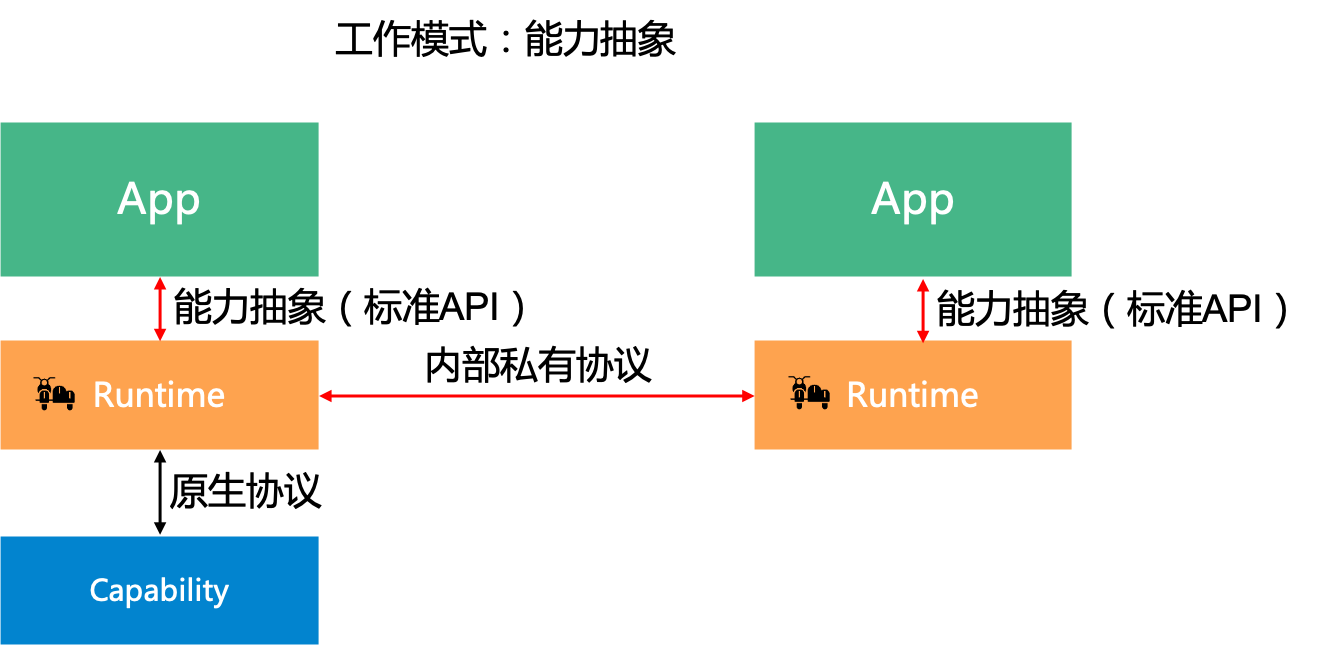 工作模式：能力抽象
App
App
能力抽象（标准API）
能力抽象（标准API）
内部私有协议
Runtime
Runtime
原生协议
Capability